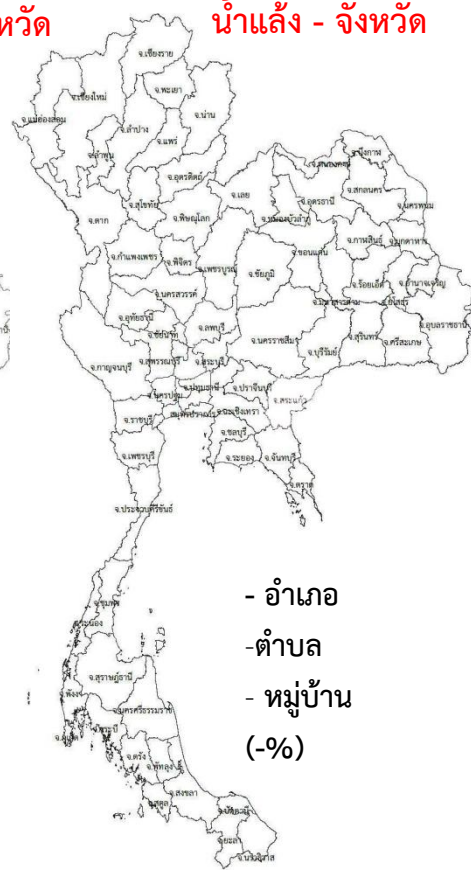 หวัด
น้ำแล้ง - จังหวัด
จ.เชียงราย
จ.พะเยา
จ.เชียงใหม่
จ.แม่ฮ่องสอน
จ.น่าน
จ.ลำปาง
จ.แพร่
จ.ลำพูน
จ.บึงกาฬ
จ.หนองคาย
จ.อุตรดิตถ์
จ.เลย
จ.สกลนคร
จ.นครพนม
จ.อุดรธานี
จ.สุโขทัย
จ.ตาก
จ.พิษณุโลก
จ.หนองบัวลำภู
จ.กาฬสินธุ์
จ.มุกดาหาร
จ.ขอนแก่น
จ.กำแพงเพชร
จ.พิจิตร
จ.เพชรบูรณ์
จ.ชัยภูมิ
จ.ร้อยเอ็ด
จ.อำนาจเจริญ
จ.นครสวรรค์
จ.มหาสารคาม
จ.ยโสธร
จ.อุทัยธานี
จ.ชัยนาท
จ.ลพบุรี
จ.นครราชสีมา
จ.บุรีรัมย์
จ.สุรินทร์
จ.ศรีสะเกษ
จ.อุบลราชธานี
จ.กาญจนบุรี
จ.สุพรรณบุรี
จ.สระบุรี
จ.นครปฐม
จ.ปทุมธานี
จ.ปราจีนบุรี
จ.สระแก้ว
จ.ราชบุรี
สมุทรปราการ
จ.ฉะเชิงเทรา
จ.ชลบุรี
จ.เพชรบุรี
จ.ระยอง
จ.จันทบุรี
จ.ตราด
จ.ประจวบคีรีขันธ์
- อำเภอ
-ตำบล
- หมู่บ้าน
(-%)
จ.ชุมพร
จ.ระนอง
จ.สุราษฎ์ธานี
จ.พังงา
จ.นครศรีธรรมราช
จ.กระบี่
จ.ภูเก็ต
จ.ตรัง
จ.พัทลุง
จ.สงขลา
จ.สตูล
จ.ปัตตานี
จ.ยะลา
จ.นราธิวาส